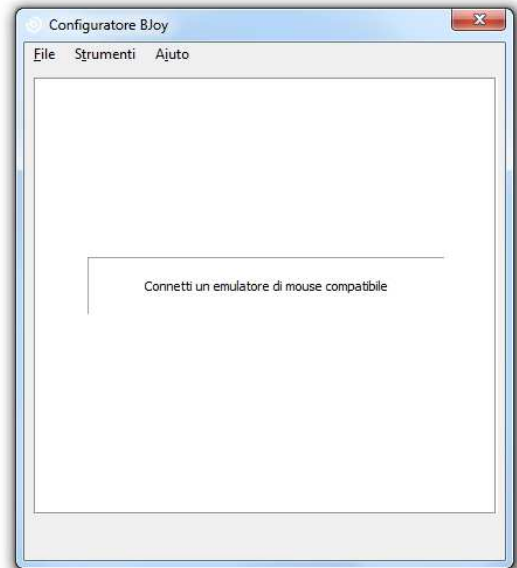 Configuratore BJoy
File Strumenti Aiuto
Connetti un emulatore di mouse compatibile